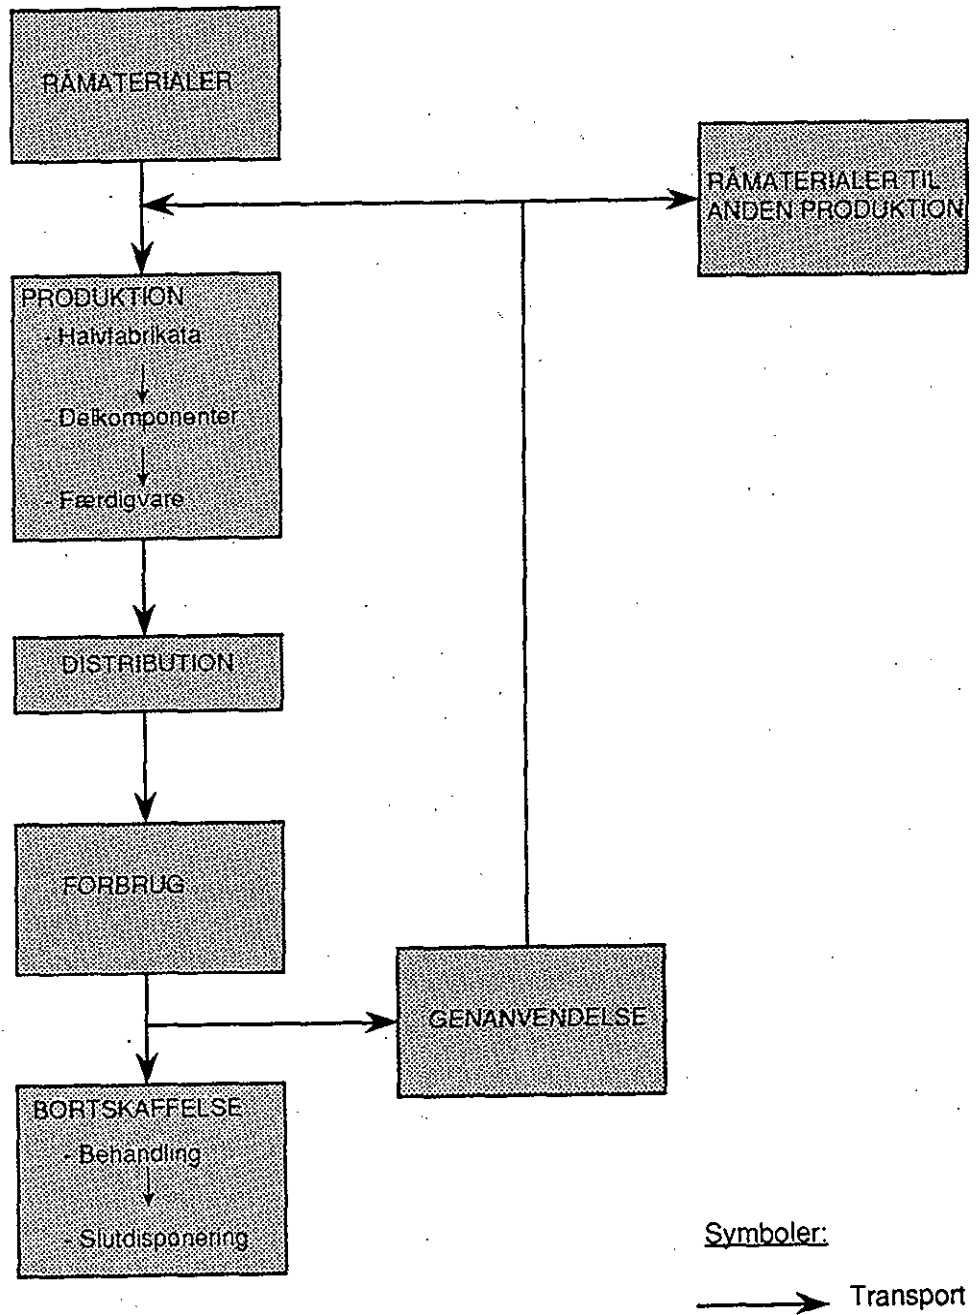 RÅMATERIALER
RÅMATERIALER TIL
ANDEN PRODUKTION
PRODUKTION
- Halvfabrikata
- Delkomponenter
- Færdigvare
DISTRIBUTION
FORBRUG
GENANVENDELSE
BORTSKAFFELSE
- Behandling
- Slutdisponering
Symboler:
Transport